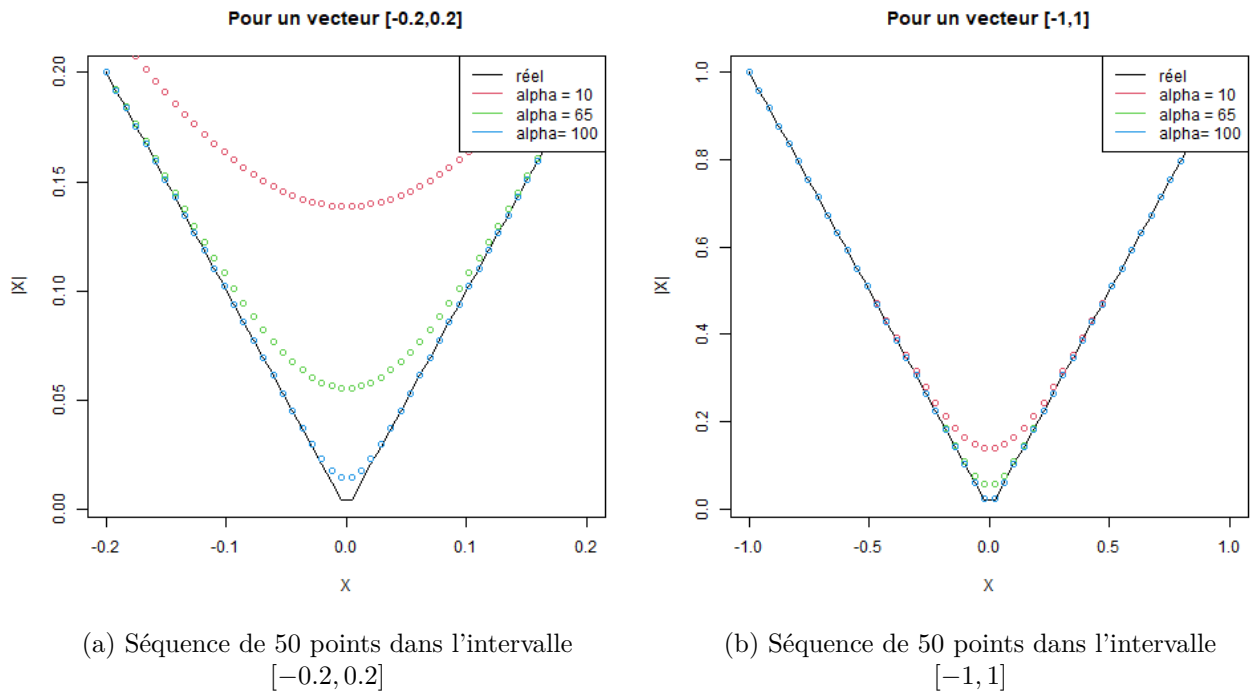 Pour un vecteur [-0.2,0.2]
réel
alpha = 10
alpha = 65
alpha= 100
0.20
0.15
0.10
0.05
0.00
|X|
-0.2
-0.1
0.0
0.1
0.2
X
(a) Séquence de 50 points dans l'intervalle
[−0.2, 0.2]
Pour un vecteur [-1,1]
réel
alpha = 10
alpha = 65
alpha= 100
1.0
0.8
0.6
0.4
0.2
0.0
|X|
-1.0
-0.5
0.0
0.5
1.0
X
(b) Séquence de 50 points dans l'intervalle
[−1, 1]